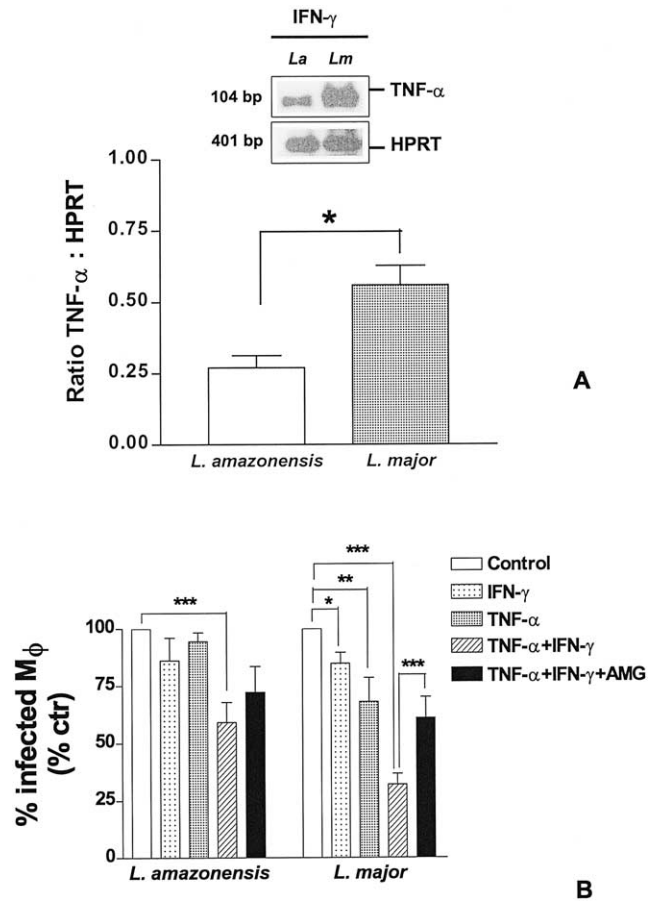 IFN-γ
La Lm
104 bp TNF-α
401 bp HPRT
1.00
0.75
0.50
0.25
0.00
Ratio TNF-α : HPRT
*
L. amazonensis L. major
A
Control
IFN-γ
TNF-α
TNF-α+IFN-γ
TNF-α+IFN-γ+AMG
***
***
**
*
***
100
75
50
25
0
% infected Mϕ
(% ctr)
L. amazonensis L. major
B